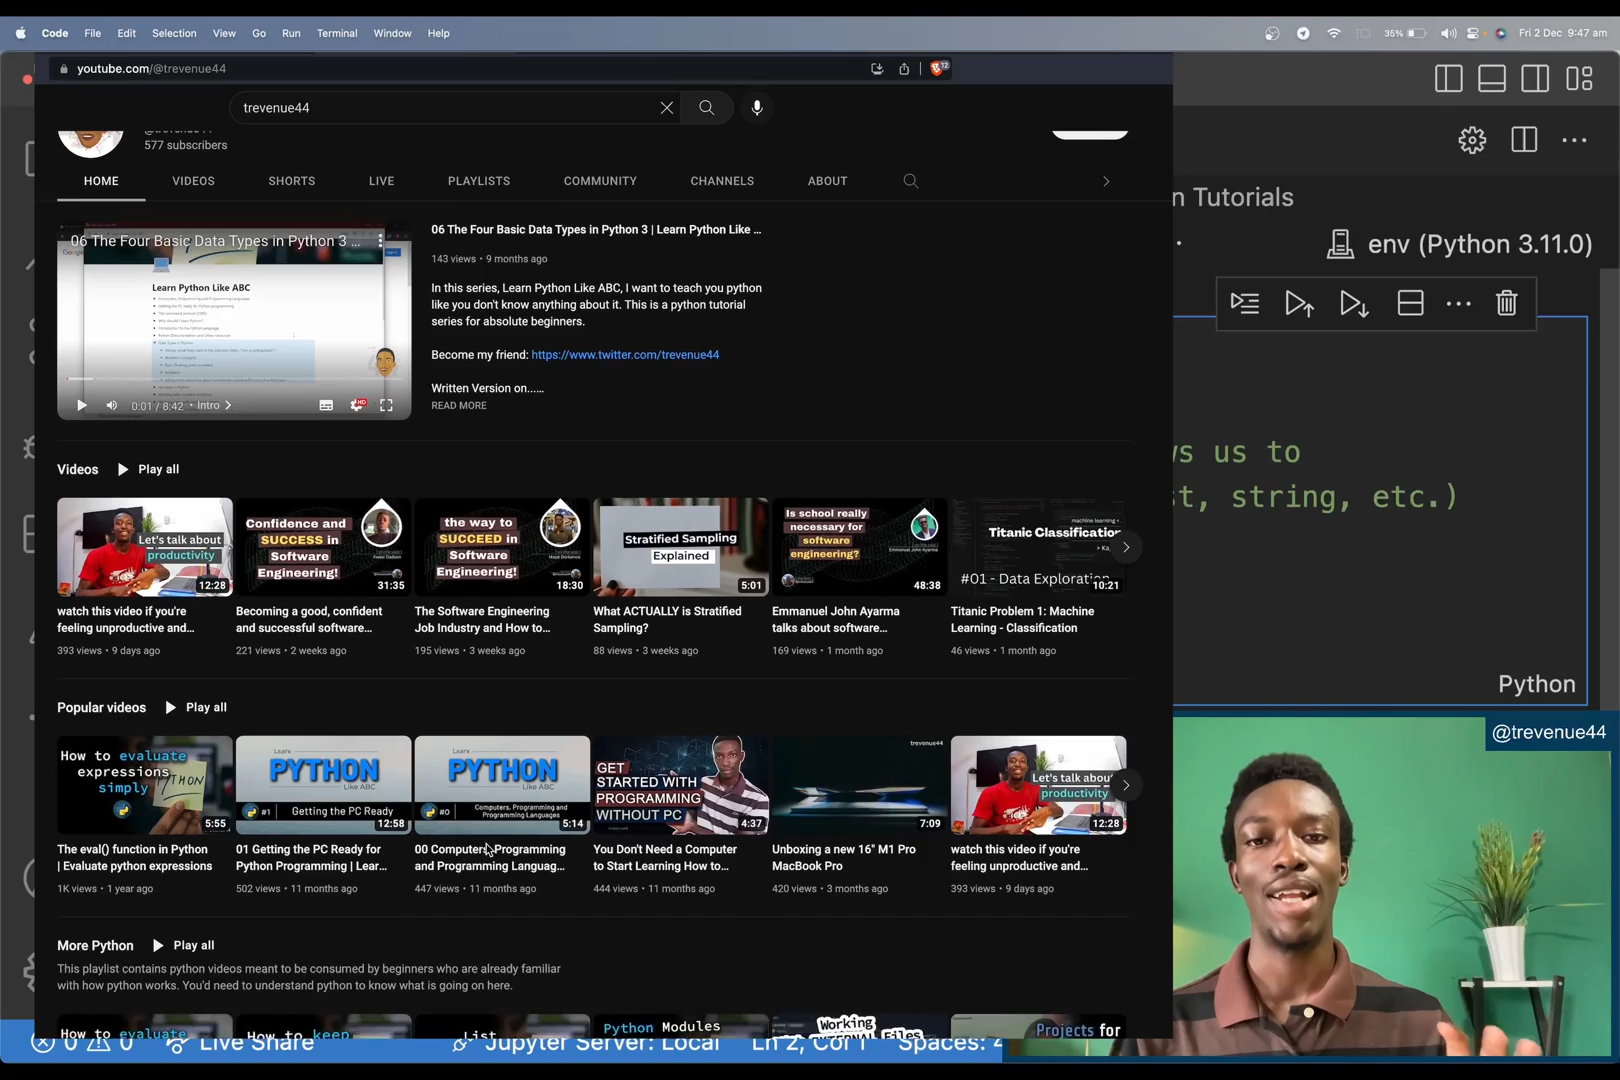 Code File Edit Selection View Go Run Terminal Window Help
35% Fri 2 Dec 9:47 am
youtube.com/@trevenue44
12
trevenue44
577 subscribers
HOME VIDEOS SHORTS LIVE PLAYLISTS COMMUNITY CHANNELS ABOUT
06 The Four Basic Data Types in Python 3 ...
Learn Python Like ABC
0:01 / 8:42 • Intro
HD
06 The Four Basic Data Types in Python 3 | Learn Python Like ...
143 views • 9 months ago
In this series, Learn Python Like ABC, I want to teach you python
like you don't know anything about it. This is a python tutorial
series for absolute beginners.
Become my friend: https://www.twitter.com/trevenue44
Written Version on......
READ MORE
Videos Play all
Let's talk about
productivity
12:28
watch this video if you're
feeling unproductive and...
393 views • 9 days ago
Confidence and
SUCCESS in
Software
Engineering!
31:35
Becoming a good, confident
and successful software...
221 views • 2 weeks ago
the way to
SUCCEED in
Software
Engineering!
18:30
The Software Engineering
Job Industry and How to...
195 views • 3 weeks ago
Stratified Sampling
Explained
5:01
What ACTUALLY is Stratified
Sampling?
88 views • 3 weeks ago
Is school really
necessary for
software
engineering?
48:38
Emmanuel John Ayarma
talks about software...
169 views • 1 month ago
machine learning
Titanic Classification
#01 - Data Exploration
10:21
Titanic Problem 1: Machine
Learning - Classification
46 views • 1 month ago
Popular videos Play all
How to evaluate
expressions
simply
PYTHON
5:55
The eval() function in Python
| Evaluate python expressions
1K views • 1 year ago
Learn
PYTHON
Like ABC
#1 Getting the PC Ready
12:58
01 Getting the PC Ready for
Python Programming | Lear...
502 views • 11 months ago
Learn
PYTHON
Like ABC
#0 Computers, Programming and
Programming Languages
5:14
00 Computers, Programming
and Programming Languag...
447 views • 11 months ago
GET
STARTED WITH
PROGRAMMING
WITHOUT PC
4:37
You Don't Need a Computer
to Start Learning How to...
444 views • 11 months ago
trevenue44
7:09
Unboxing a new 16" M1 Pro
MacBook Pro
420 views • 3 months ago
Let's talk about
productivity
12:28
watch this video if you're
feeling unproductive and...
393 views • 9 days ago
More Python Play all
This playlist contains python videos meant to be consumed by beginners who are already familiar
with how python works. You'd need to understand python to know what is going on here.
How to evaluate
How to keep
List
Python Modules
Working
Files
Projects for
n Tutorials
env (Python 3.11.0)
ws us to
st, string, etc.)
Python
@trevenue44
0 0 Live Share Jupyter Server: Local Ln 2, Col 1 Spaces: 4